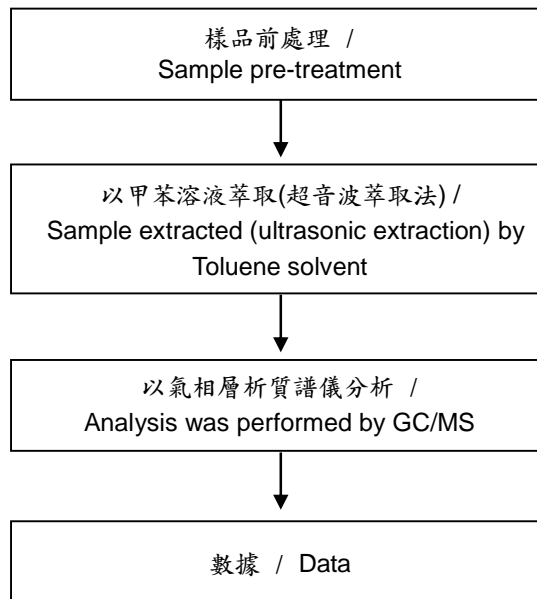 樣品前處理 /
Sample pre-treatment
以甲苯溶液萃取(超音波萃取法) /
Sample extracted (ultrasonic extraction) by
Toluene solvent
以氣相層析質譜儀分析 /
Analysis was performed by GC/MS
數據 / Data